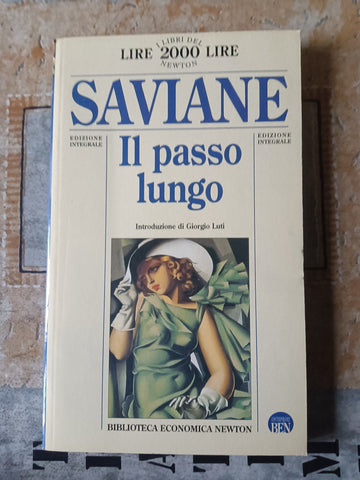 I LIBRI DEL
LIRE 2000 LIRE
NEWTON
SAVIANE
EDIZIONE
INTEGRALE
EDIZIONE
INTEGRALE
Il passo
lungo
Introduzione di Giorgio Luti
BIBLIOTECA ECONOMICA NEWTON
BEN